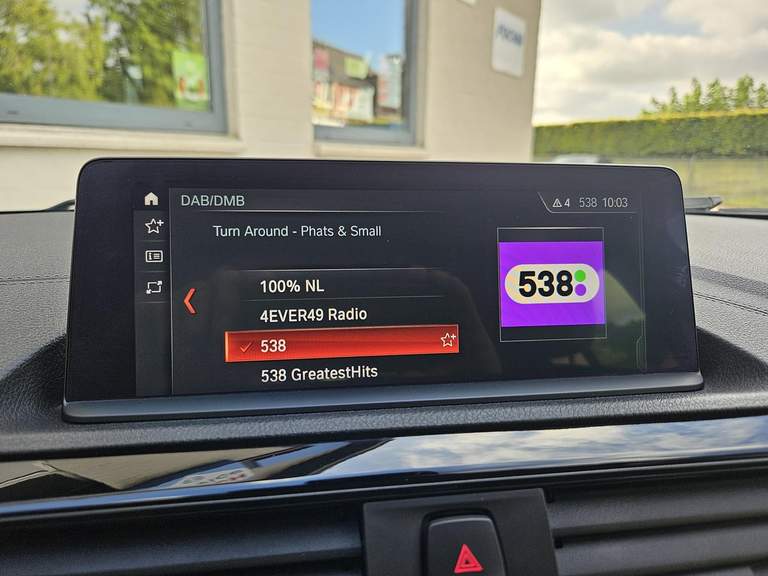 DAB/DMB
4 538 10:03
Turn Around - Phats & Small
100% NL
4EVER49 Radio
538
538 GreatestHits
538